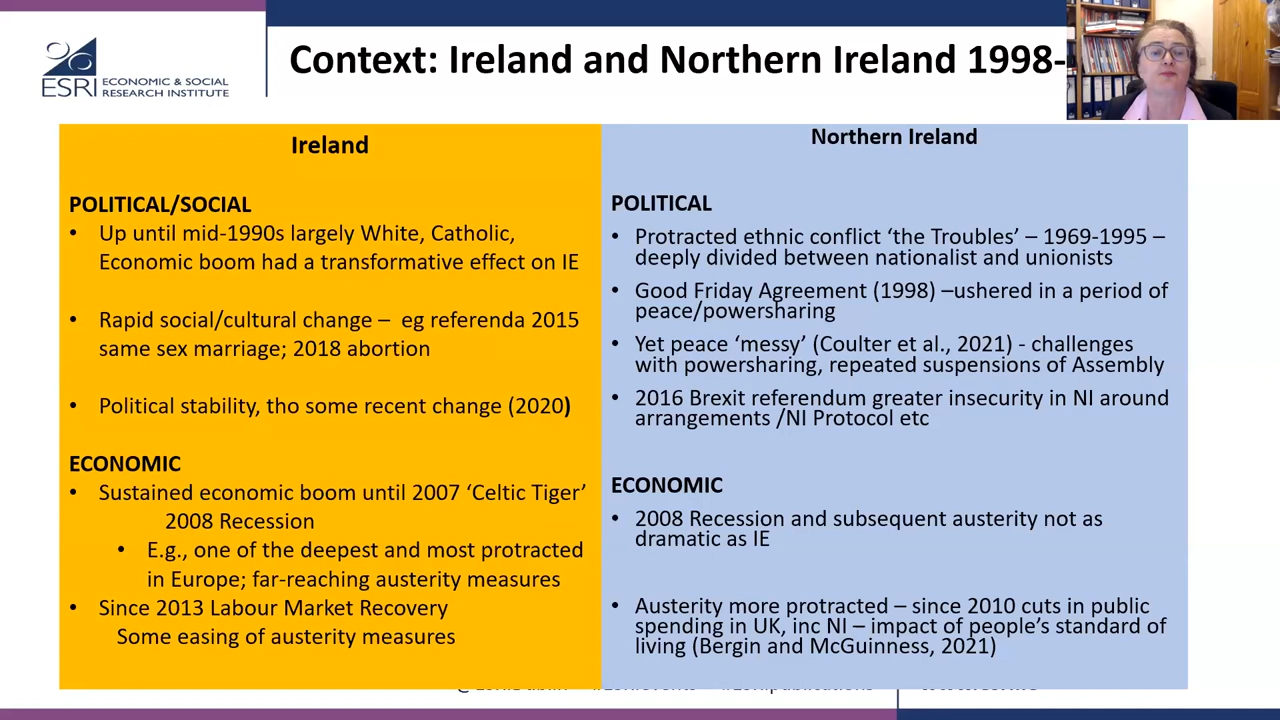 ESRI
ECONOMIC & SOCIAL
RESEARCH INSTITUTE
Context: Ireland and Northern Ireland 1998-
Ireland
POLITICAL/SOCIAL
• Up until mid-1990s largely White, Catholic,
Economic boom had a transformative effect on IE
• Rapid social/cultural change – eg referenda 2015
same sex marriage; 2018 abortion
• Political stability, tho some recent change (2020)
ECONOMIC
• Sustained economic boom until 2007 ‘Celtic Tiger’
2008 Recession
• E.g., one of the deepest and most protracted
in Europe; far-reaching austerity measures
• Since 2013 Labour Market Recovery
Some easing of austerity measures
Northern Ireland
POLITICAL
• Protracted ethnic conflict ‘the Troubles’ – 1969-1995 –
deeply divided between nationalist and unionists
• Good Friday Agreement (1998) –ushered in a period of
peace/powersharing
• Yet peace ‘messy’ (Coulter et al., 2021) - challenges
with powersharing, repeated suspensions of Assembly
• 2016 Brexit referendum greater insecurity in NI around
arrangements /NI Protocol etc
ECONOMIC
• 2008 Recession and subsequent austerity not as
dramatic as IE
• Austerity more protracted – since 2010 cuts in public
spending in UK, inc NI – impact of people’s standard of
living (Bergin and McGuinness, 2021)